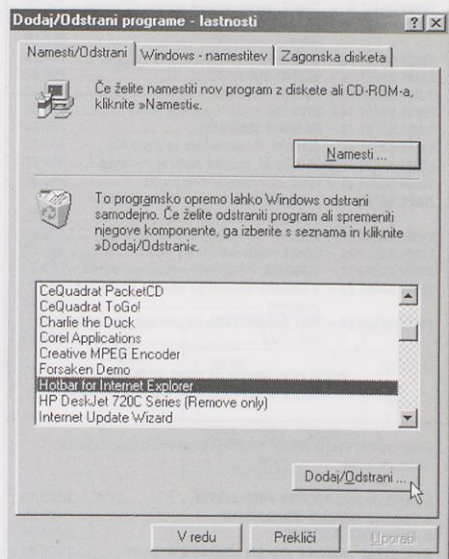 Dodaj/Odstrani programe - lastnosti
Namesti/Odstrani
Windows - namestitev
Zagonska disketa
Če želite namestiti nov program z diskete ali CD-ROM-a,
kliknite »Namesti«.
Namesti ...
To programsko opremo lahko Windows odstrani
samodejno. Če želite odstraniti program ali spremeniti
njegove komponente, ga izberite s seznama in kliknite
»Dodaj/Odstrani«.
CeQuadrat PacketCD
CeQuadrat ToGo!
Charlie the Duck
Corel Applications
Creative MPEG Encoder
Forsaken Demo
Hotbar for Internet Explorer
HP DeskJet 720C Series (Remove only)
Internet Update Wizard
Dodaj/Odstrani ...
V redu
Prekliči
Uporabi